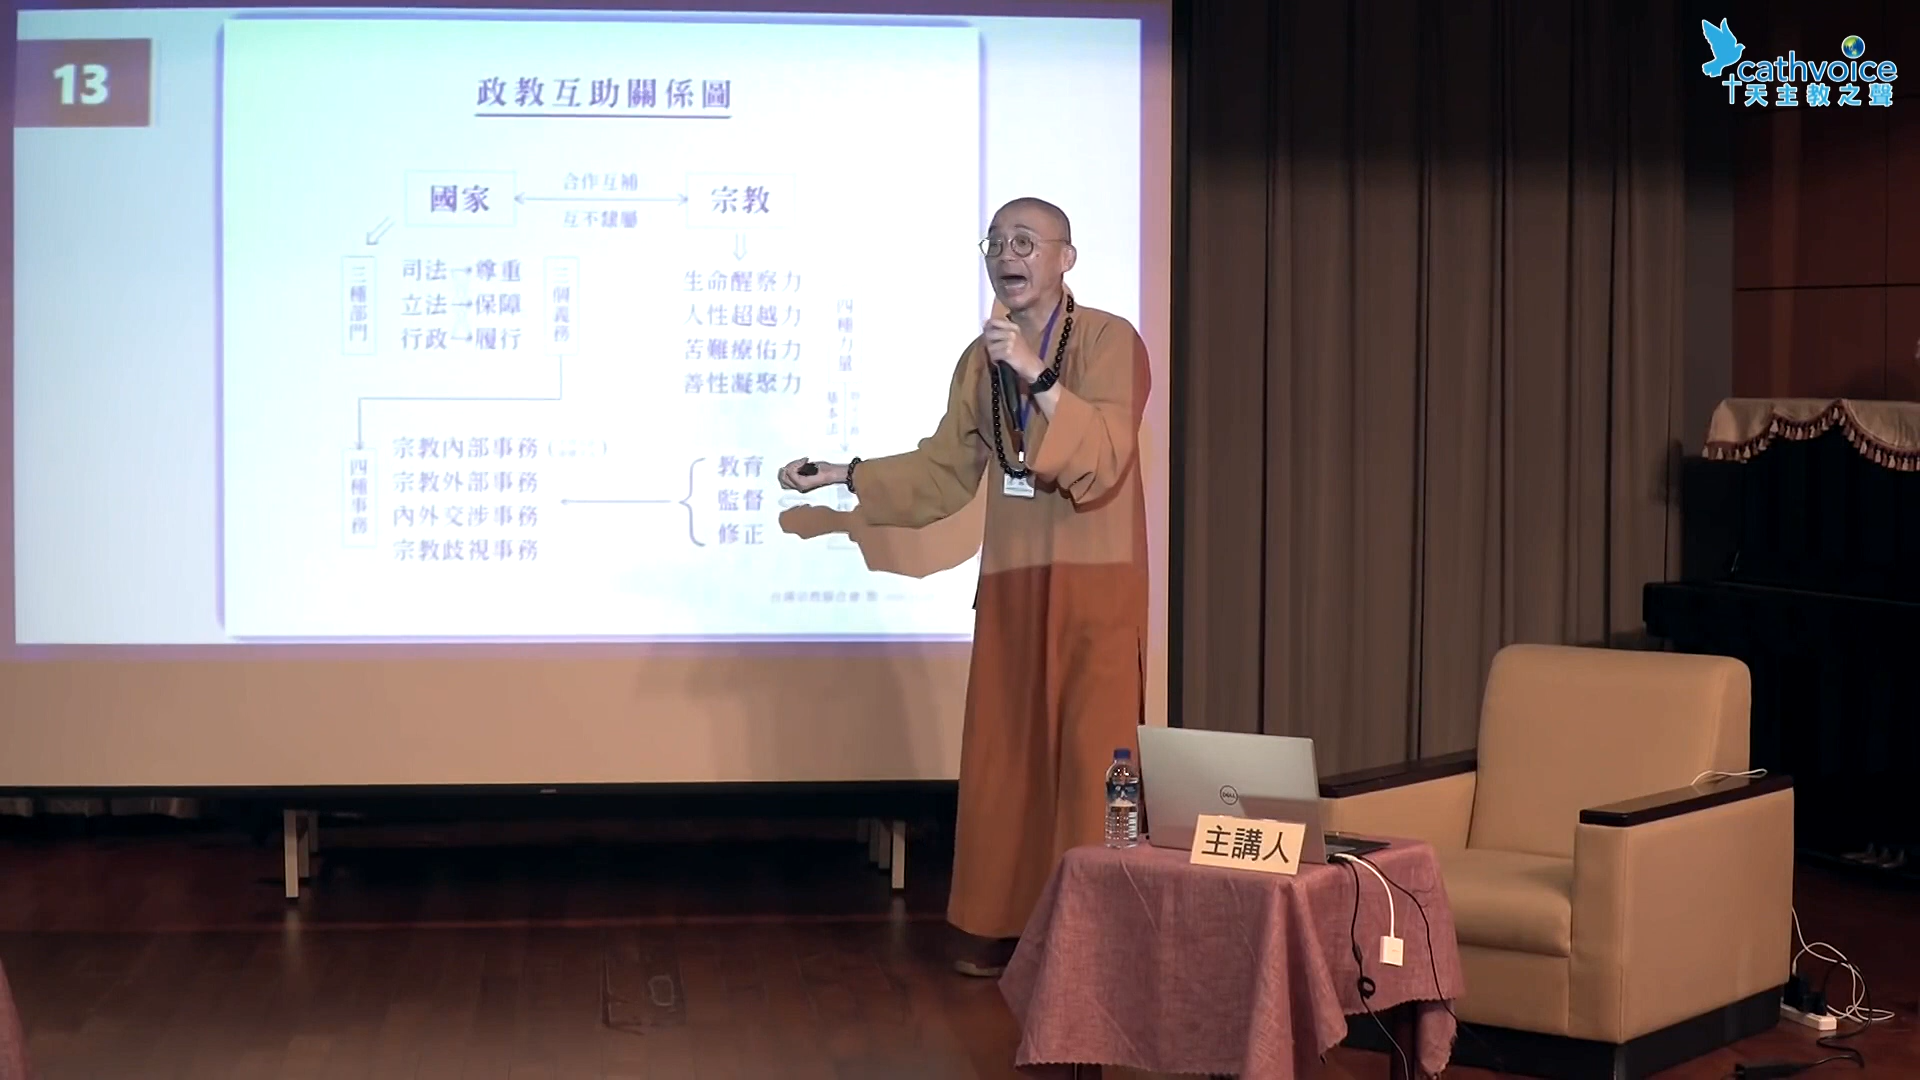 13
政教互助關係圖
國家
合作互補
互不隸屬
宗教
三種部門
司法→尊重
立法→保障
行政→履行
三個義務
生命醒察力
人性超越力
苦難療佑力
善性凝聚力
四種力量
基本法
四種事務
宗教內部事務
宗教外部事務
內外交涉事務
宗教歧視事務
教育
監督
修正
cathvoice
天主教之聲
DELL
主講人